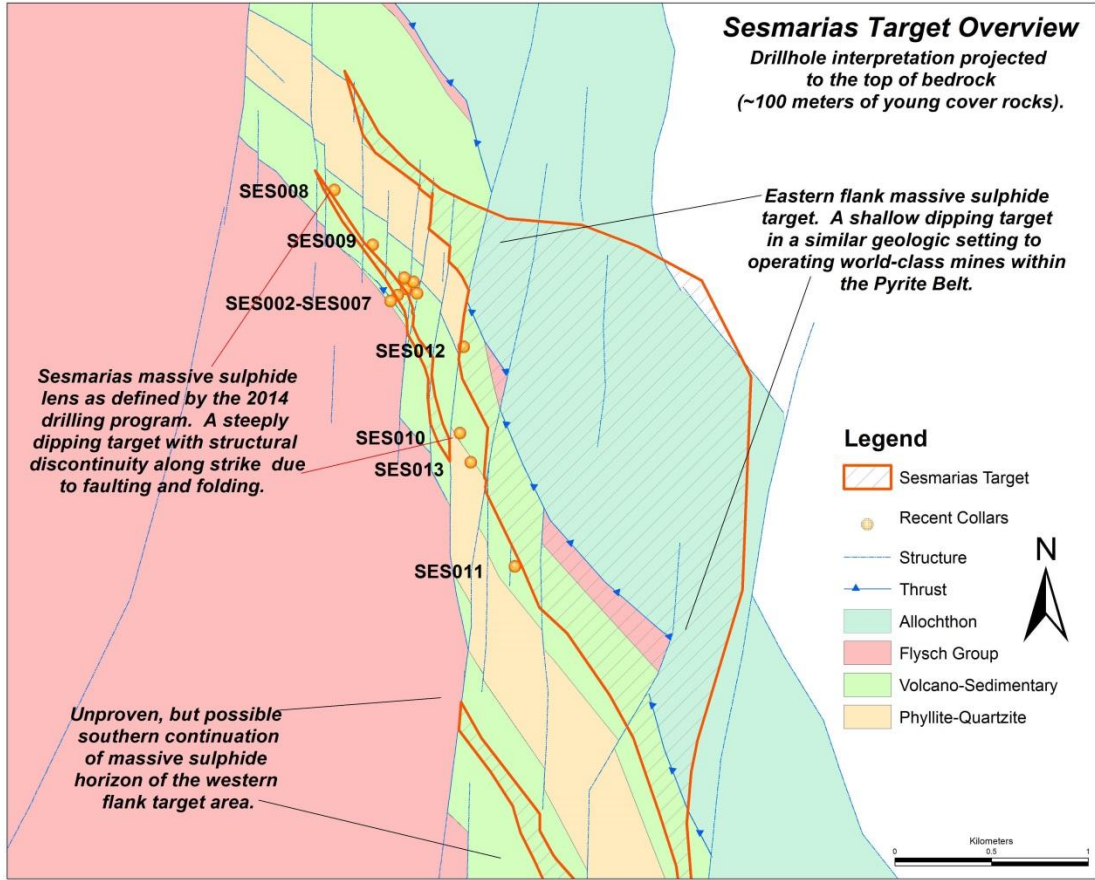 Sesmarias Target Overview
Drillhole interpretation projected
to the top of bedrock
(~100 meters of young cover rocks).
SES008
SES009
SES002-SES007
SES012
SES010
SES013
SES011
Eastern flank massive sulphide
target. A shallow dipping target
in a similar geologic setting to
operating world-class mines within
the Pyrite Belt.
Sesmarias massive sulphide
lens as defined by the 2014
drilling program. A steeply
dipping target with structural
discontinuity along strike due
to faulting and folding.
Unproven, but possible
southern continuation
of massive sulphide
horizon of the western
flank target area.
Legend
Sesmarias Target
Recent Collars
Structure
Thrust
Allochthon
Flysch Group
Volcano-Sedimentary
Phyllite-Quartzite
N
Kilometers
0 0.5 1